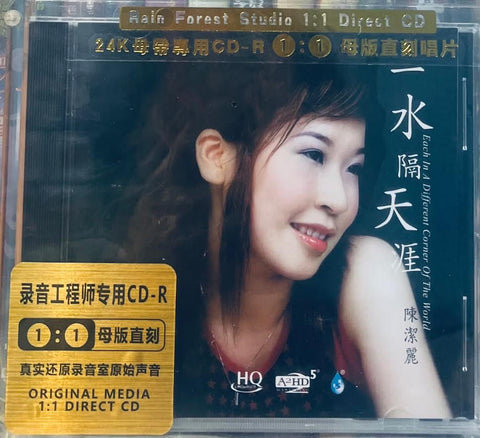 Rain Forest Studio 1:1 Direct CD
24K母带專用CD-R 1:1 母版直刻唱片
一水隔天涯
Each In A Different Corner Of The World
陳潔麗
录音工程师专用CD-R
1:1 母版直刻
真实还原录音室原始声音
ORIGINAL MEDIA
1:1 DIRECT CD
HQ
A2HD5